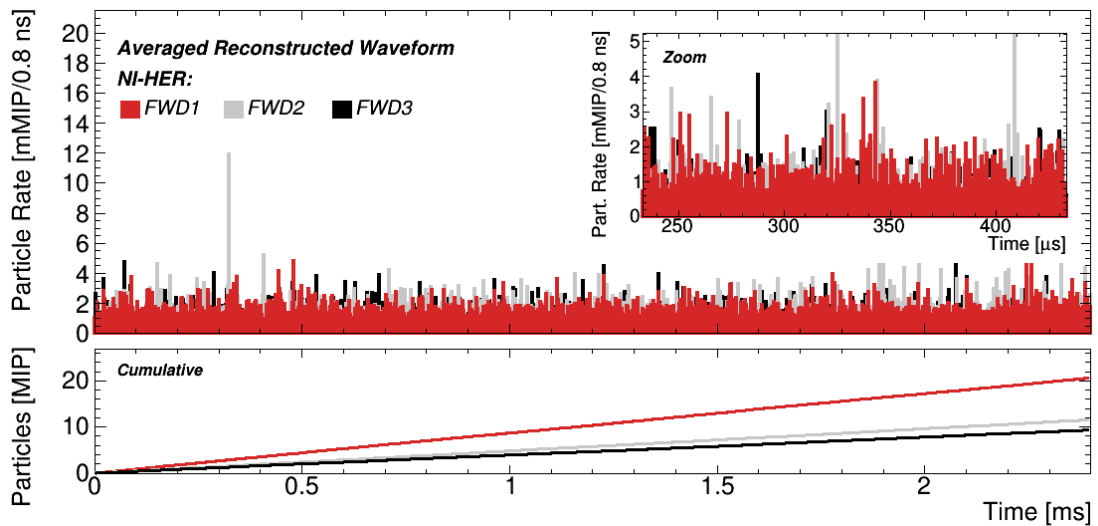 Particle Rate [mMIP/0.8 ns]
20
18
16
14
12
10
8
6
4
2
0
Averaged Reconstructed Waveform
NI-HER:
FWD1 FWD2 FWD3
Part. Rate [mMIP/0.8 ns]
5
4
3
2
1
0
Zoom
250 300 350 400
Time [µs]
Particles [MIP]
20
10
0
Cumulative
0 0.5 1 1.5 2
Time [ms]